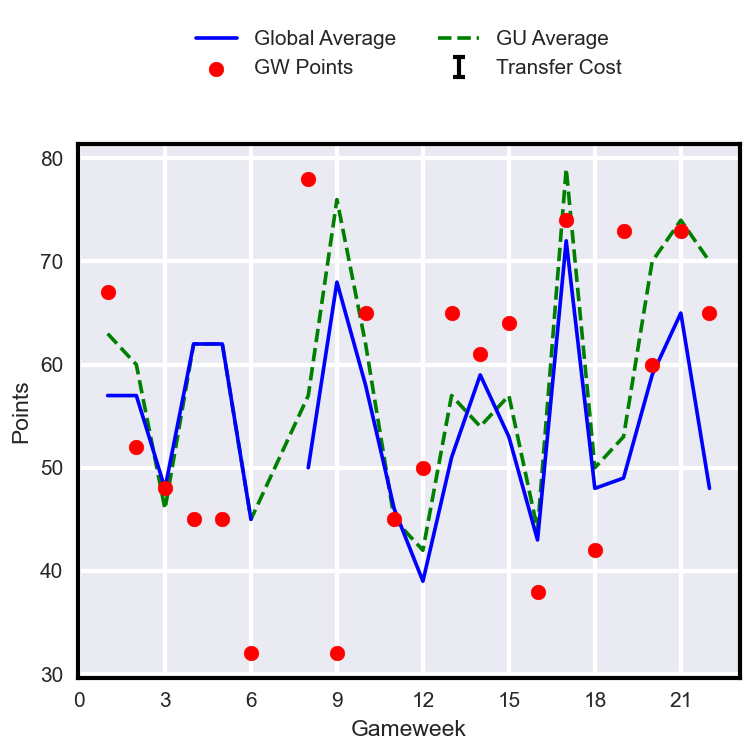 Global Average
GU Average
GW Points
Transfer Cost
80
70
60
50
40
30
Points
0 3 6 9 12 15 18 21
Gameweek